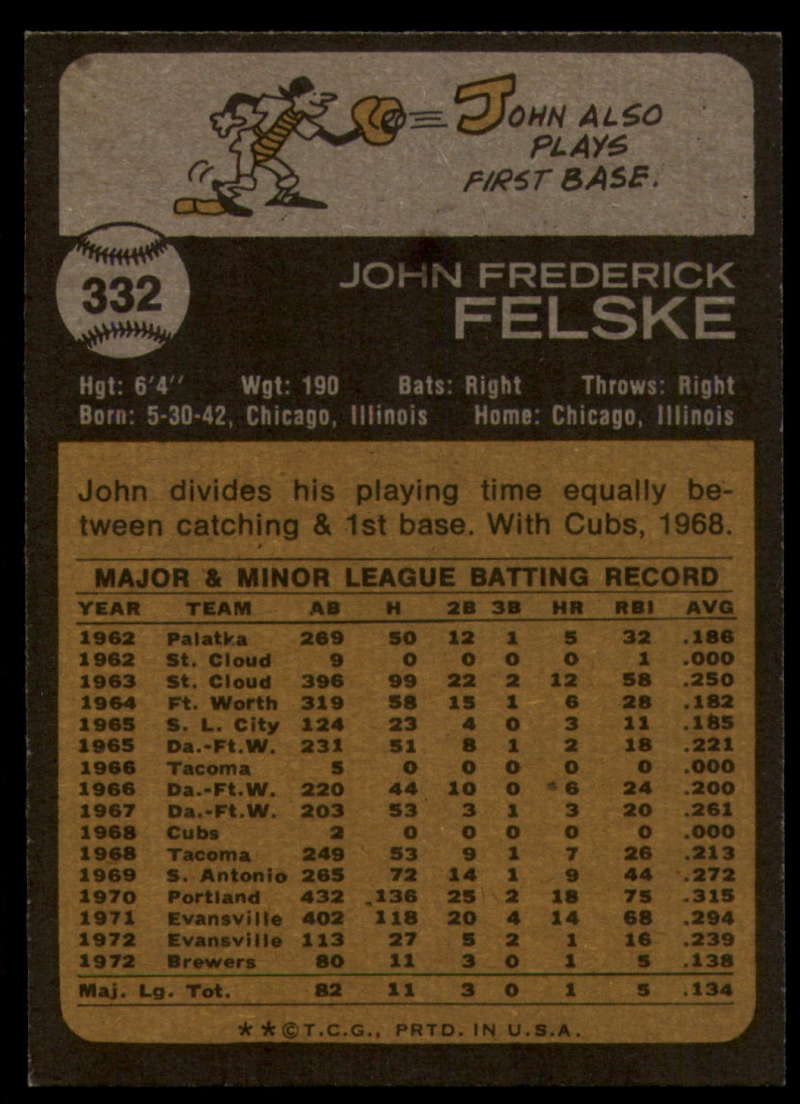 JOHN ALSO
PLAYS
FIRST BASE.
332
JOHN FREDERICK
FELSKE
Hgt: 6'4" Wgt: 190 Bats: Right Throws: Right
Born: 5-30-42, Chicago, Illinois Home: Chicago, Illinois
John divides his playing time equally be-
tween catching & 1st base. With Cubs, 1968.
MAJOR & MINOR LEAGUE BATTING RECORD
YEAR TEAM AB H 2B 3B HR RBI AVG
1962 Palatka 269 50 12 1 5 32 .186
1962 St. Cloud 9 0 0 0 0 1 .000
1963 St. Cloud 396 99 22 2 12 58 .250
1964 Ft. Worth 319 58 15 1 6 28 .182
1965 S. L. City 124 23 4 0 3 11 .185
1965 Da.-Ft.W. 231 51 8 1 2 18 .221
1966 Tacoma 5 0 0 0 0 0 .000
1966 Da.-Ft.W. 220 44 10 0 6 24 .200
1967 Da.-Ft.W. 203 53 3 1 3 20 .261
1968 Cubs 2 0 0 0 0 0 .000
1968 Tacoma 249 53 9 1 7 26 .213
1969 S. Antonio 265 72 14 1 9 44 .272
1970 Portland 432 136 25 2 18 75 .315
1971 Evansville 402 118 20 4 14 68 .294
1972 Evansville 113 27 5 2 1 16 .239
1972 Brewers 80 11 3 0 1 5 .138
Maj. Lg. Tot. 82 11 3 0 1 5 .134
**©T.C.G., PRTD. IN U.S.A.